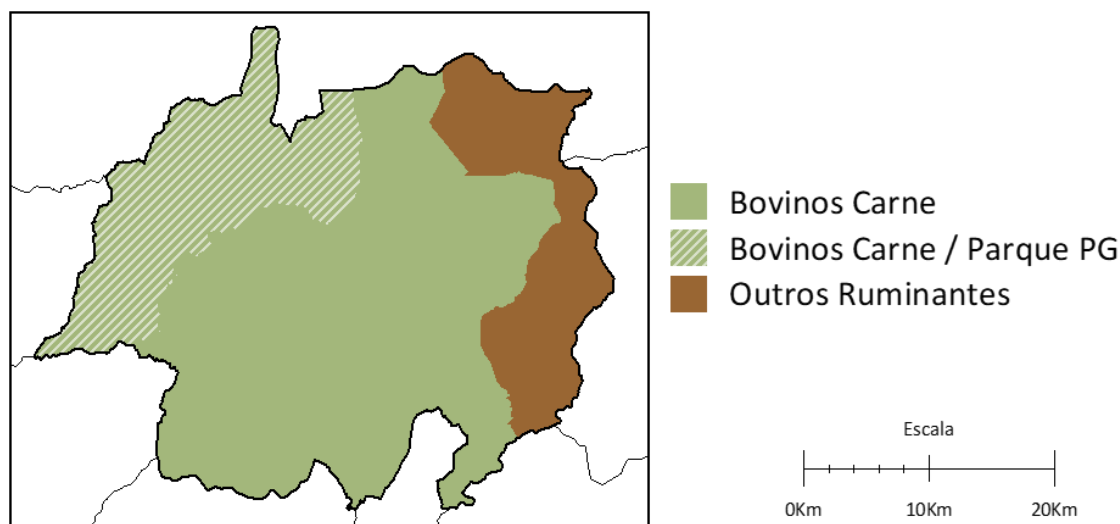 Bovinos Carne
Bovinos Carne / Parque PG
Outros Ruminantes
Escala
0Km 10Km 20Km